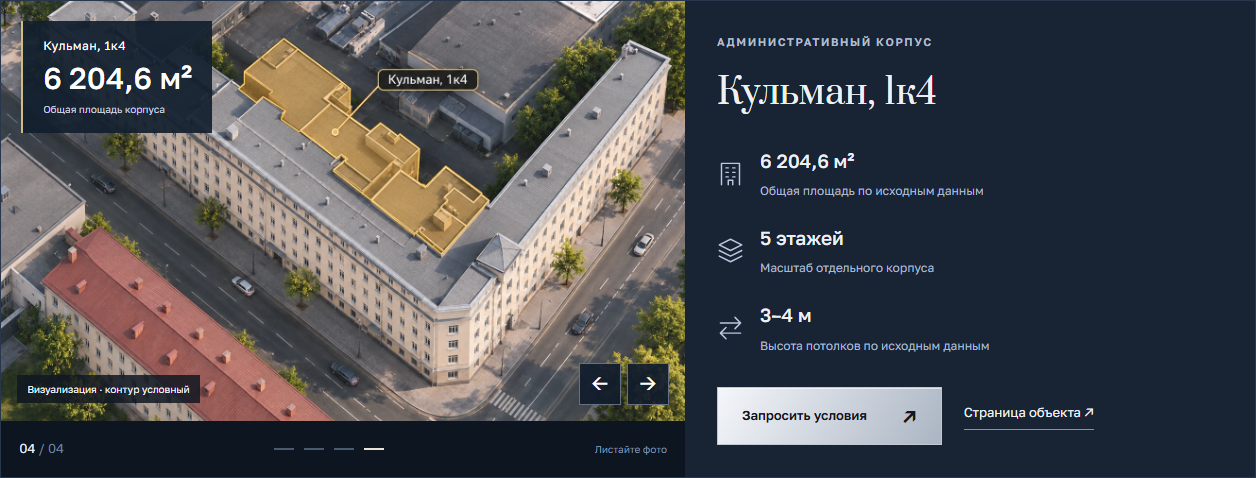 Кульман, 1к4
6 204,6 м²
Общая площадь корпуса
Кульман, 1к4
Визуализация · контур условный
04 / 04
Листайте фото
АДМИНИСТРАТИВНЫЙ КОРПУС
Кульман, 1к4
6 204,6 м²
Общая площадь по исходным данным
5 этажей
Масштаб отдельного корпуса
3–4 м
Высота потолков по исходным данным
Запросить условия
Страница объекта